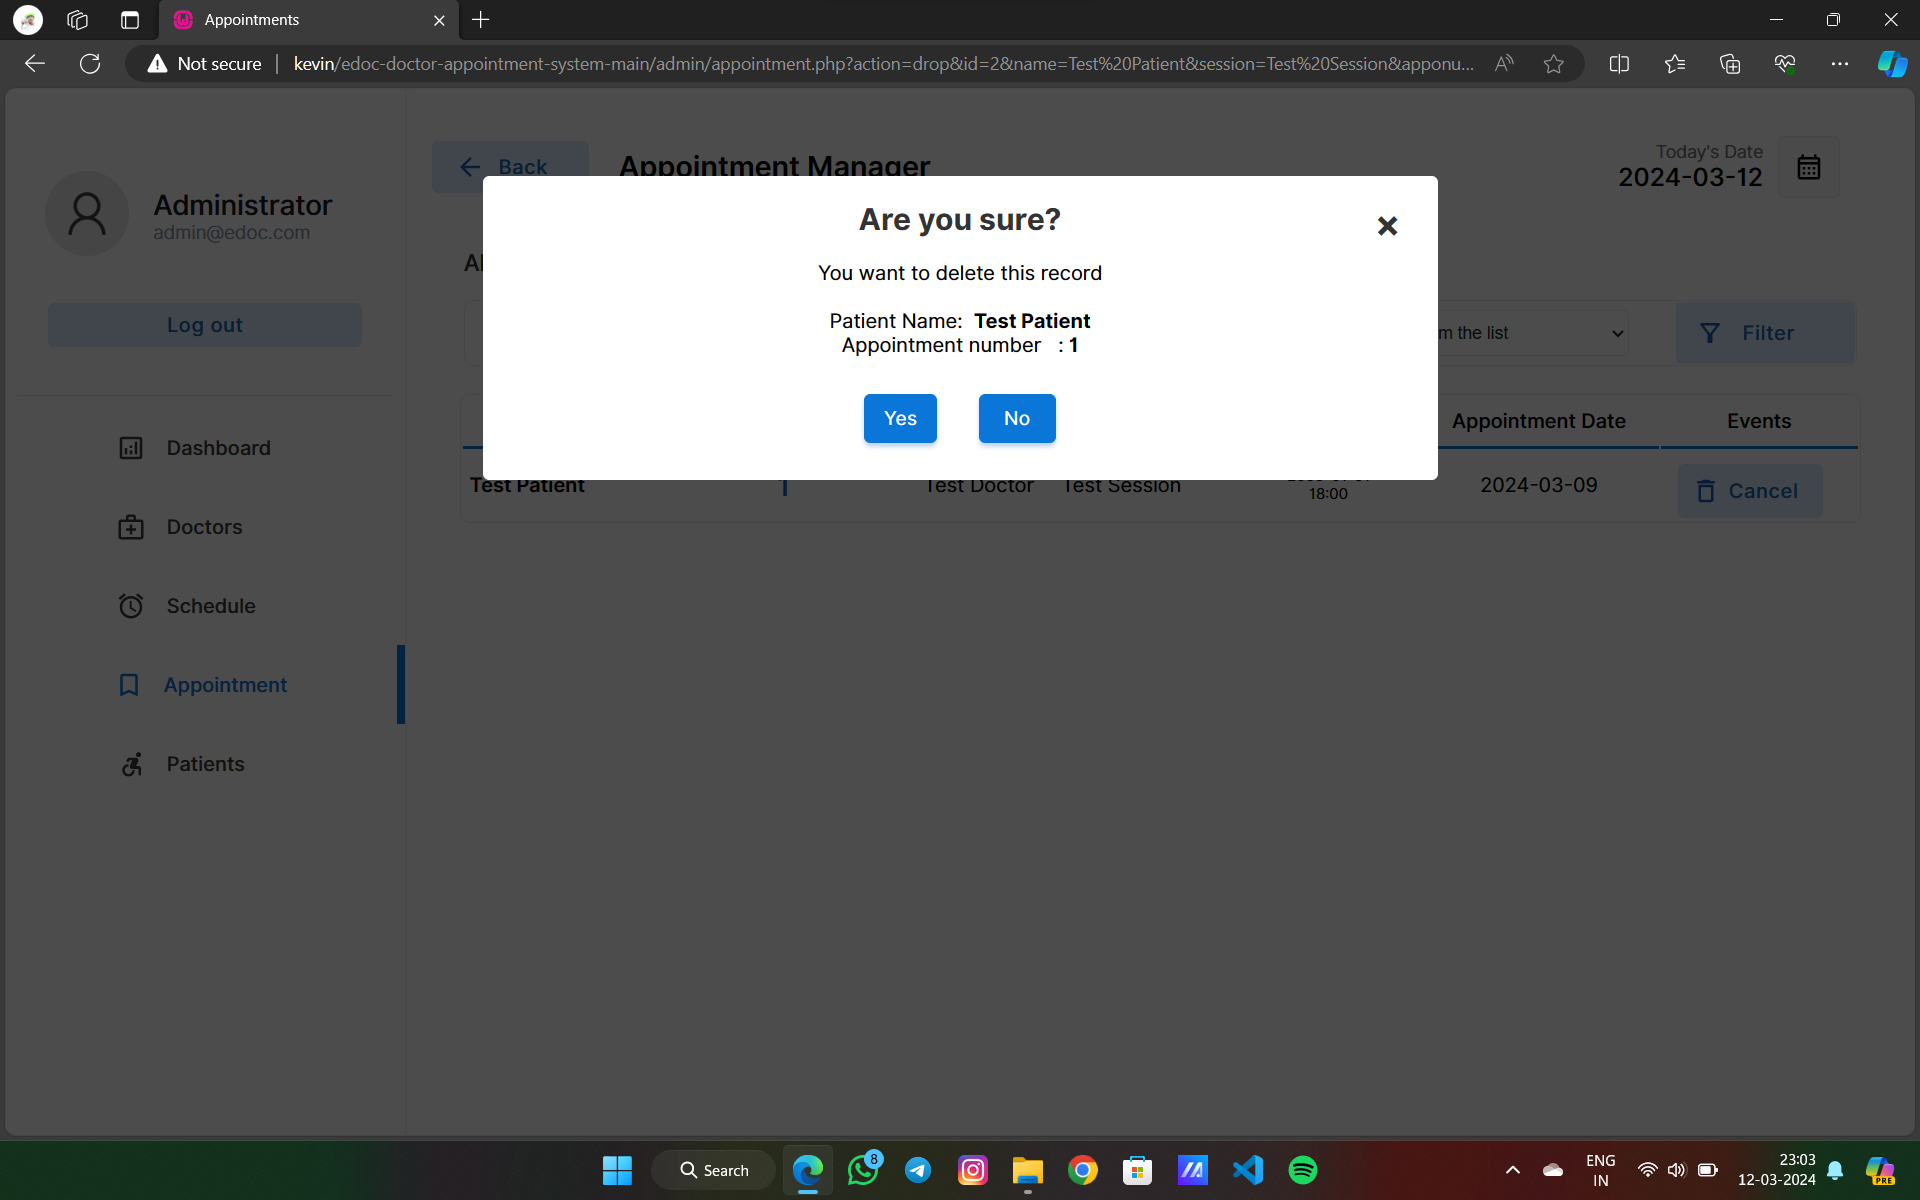 Appointments
Not secure
kevin/edoc-doctor-appointment-system-main/admin/appointment.php?action=drop&id=2&name=Test%20Patient&session=Test%20Session&apponu...
Administrator
admin@edoc.com
Log out
Dashboard
Doctors
Schedule
Appointment
Patients
Back
Appointment Manager
Today's Date
2024-03-12
Are you sure?
You want to delete this record
Patient Name: Test Patient
Appointment number : 1
Yes
No
m the list
Filter
Appointment Date
Events
Test Patient
Test Doctor
Test Session
18:00
2024-03-09
Cancel
Search
8
ENG
IN
23:03
12-03-2024
PRE